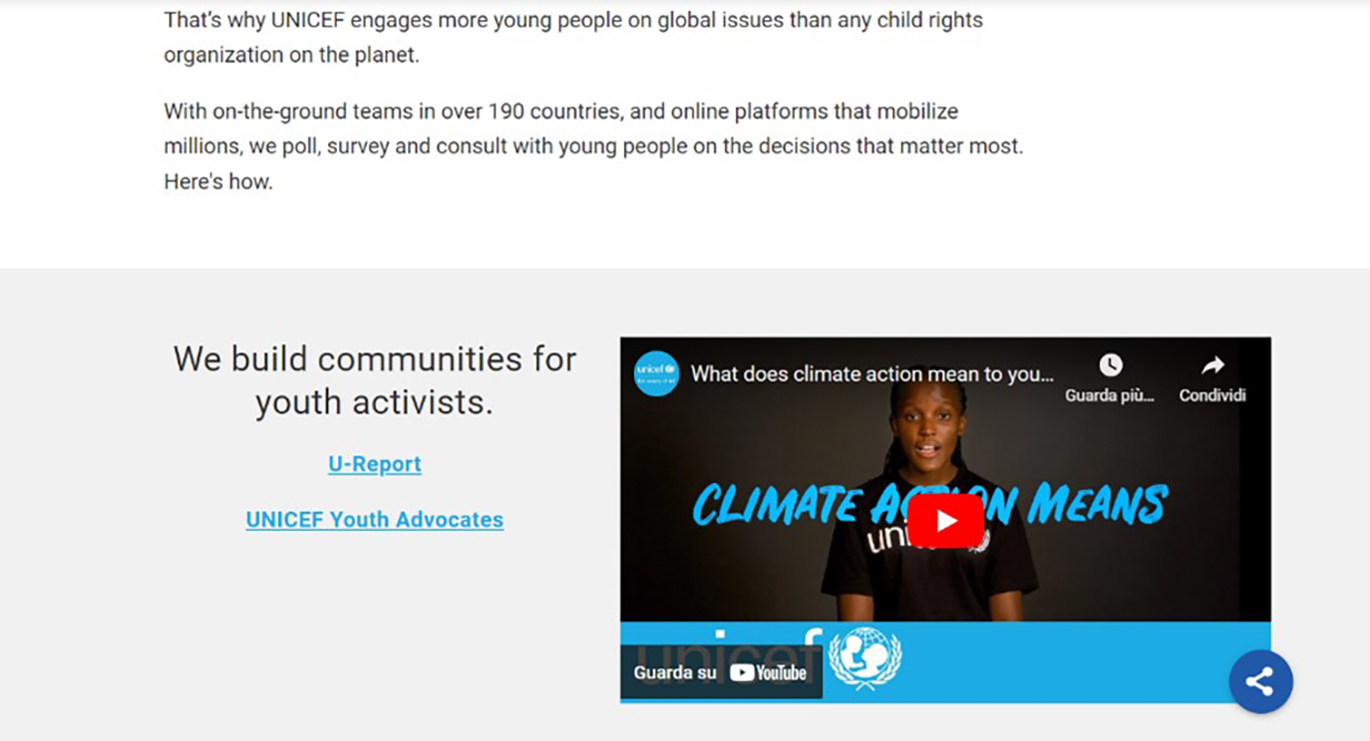 That's why UNICEF engages more young people on global issues than any child rights
organization on the planet.
With on-the-ground teams in over 190 countries, and online platforms that mobilize
millions, we poll, survey and consult with young people on the decisions that matter most.
Here's how.
We build communities for
youth activists.
U-Report
UNICEF Youth Advocates
unicef
What does climate action mean to you...
Guarda più...
Condividi
CLIMATE ACTION MEANS
unicef
Guarda su YouTube